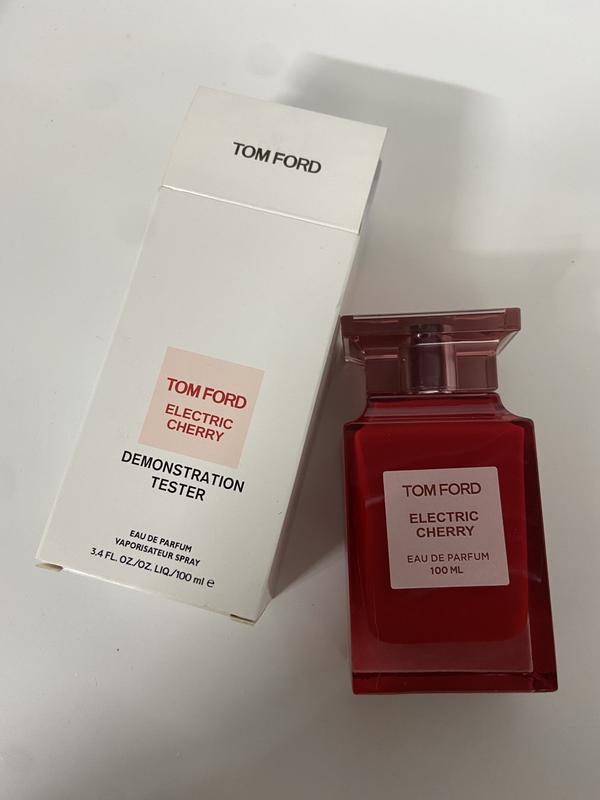 TOM FORD
TOM FORD
ELECTRIC
CHERRY
DEMONSTRATION
TESTER
EAU DE PARFUM
VAPORISATEUR SPRAY
3.4 FL. OZ./OZ. LIQ./100 ml ℮
TOM FORD
ELECTRIC
CHERRY
EAU DE PARFUM
100 ML